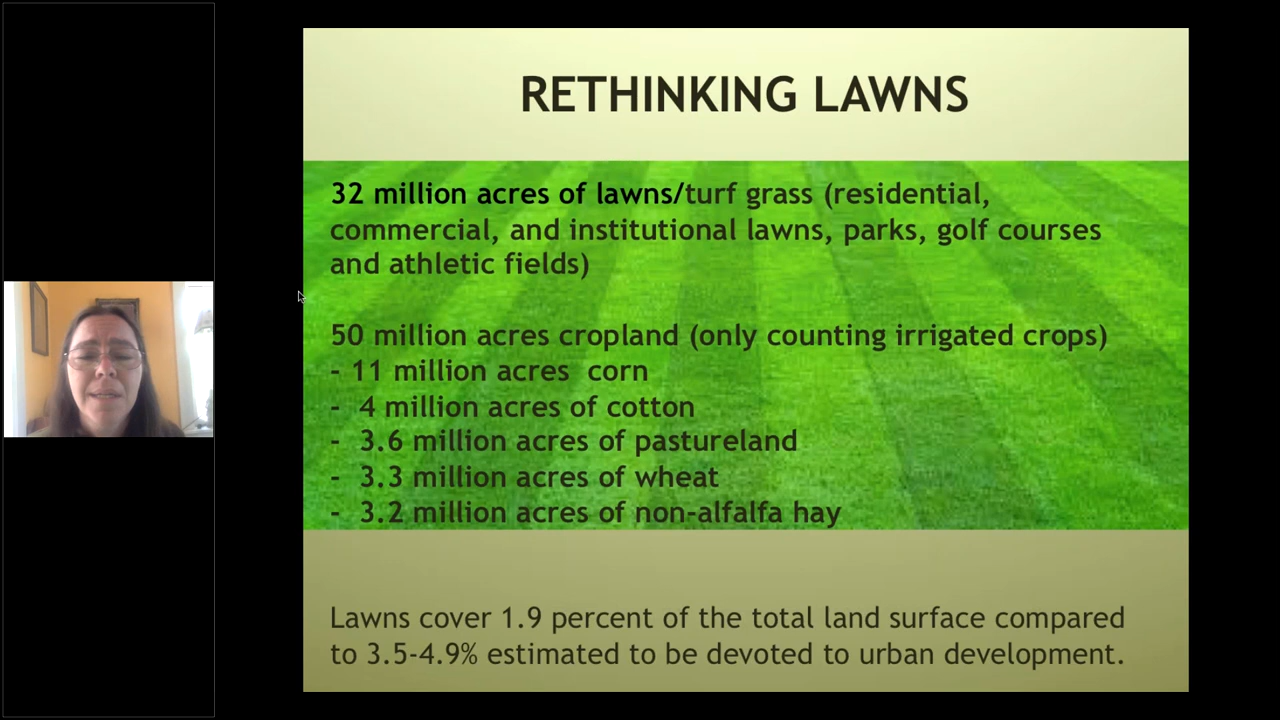 RETHINKING LAWNS
32 million acres of lawns/turf grass (residential,
commercial, and institutional lawns, parks, golf courses
and athletic fields)
50 million acres cropland (only counting irrigated crops)
- 11 million acres  corn
-  4 million acres of cotton
-  3.6 million acres of pastureland
-  3.3 million acres of wheat
-  3.2 million acres of non-alfalfa hay
Lawns cover 1.9 percent of the total land surface compared
to 3.5-4.9% estimated to be devoted to urban development.